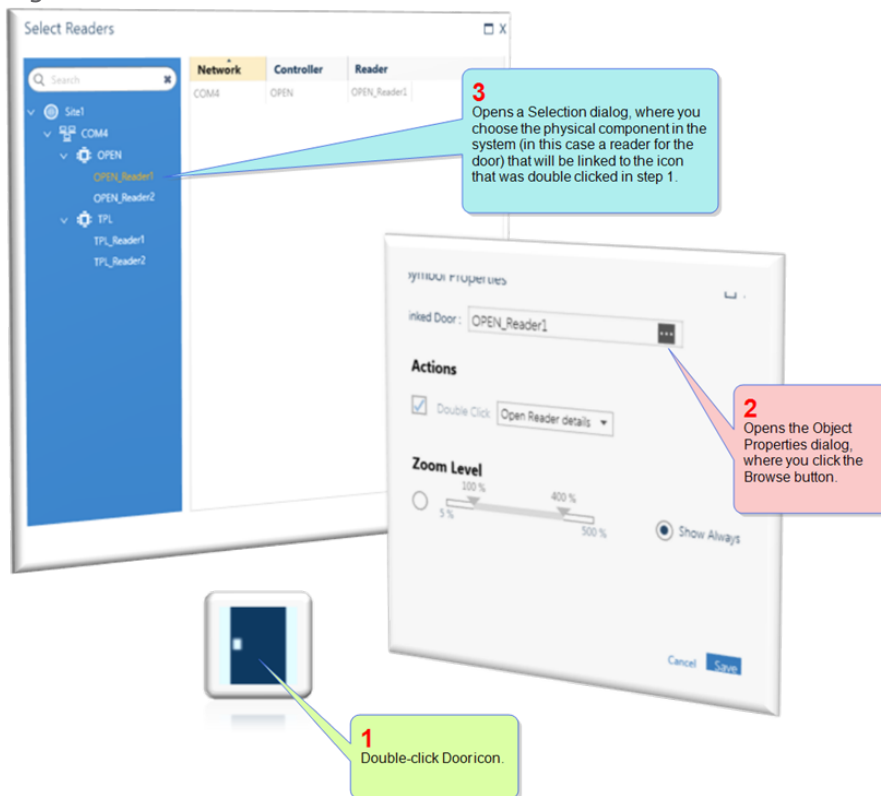 Select Readers
Search
Site1
COM4
OPEN
OPEN_Reader1
OPEN_Reader2
TPL
TPL_Reader1
TPL_Reader2
Network Controller Reader
COM4 OPEN OPEN_Reader1
3
Opens a Selection dialog, where you
choose the physical component in the
system (in this case a reader for the
door) that will be linked to the icon
that was double clicked in step 1.
Symbol Properties
inked Door : OPEN_Reader1
Actions
Double Click Open Reader details
Zoom Level
100 % 400 %
5 % 500 %
Show Always
Cancel Save
2
Opens the Object
Properties dialog,
where you click the
Browse button.
1
Double-click Door icon.